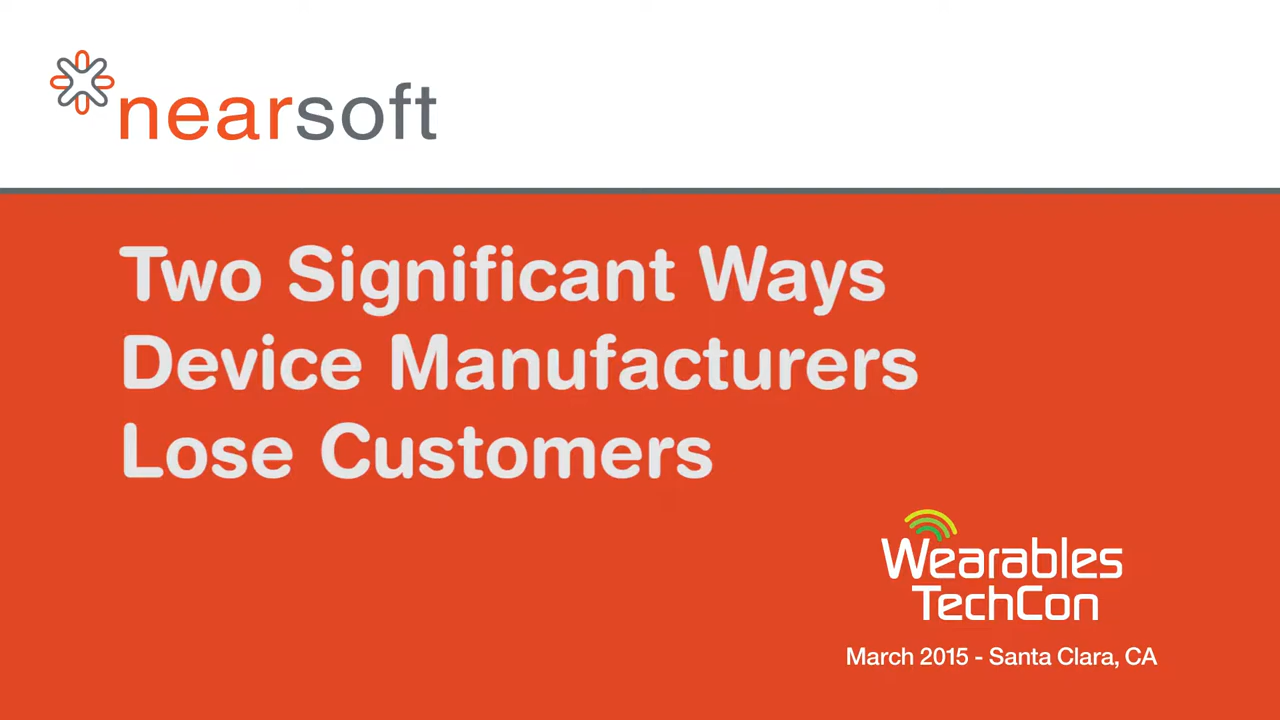 nearsoft
Two Significant Ways
Device Manufacturers
Lose Customers
Wearables
TechCon
March 2015 - Santa Clara, CA